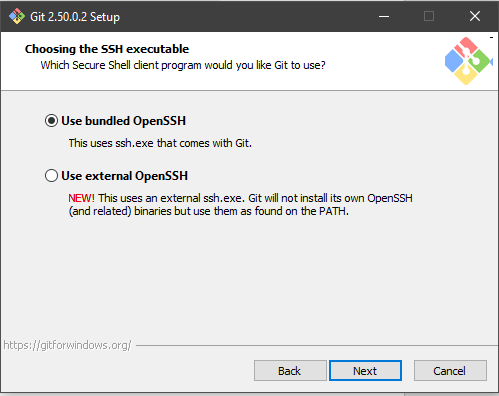 Git 2.50.0.2 Setup
Choosing the SSH executable
Which Secure Shell client program would you like Git to use?
Use bundled OpenSSH
This uses ssh.exe that comes with Git.
Use external OpenSSH
NEW! This uses an external ssh.exe. Git will not install its own OpenSSH
(and related) binaries but use them as found on the PATH.
https://gitforwindows.org/
Back Next Cancel